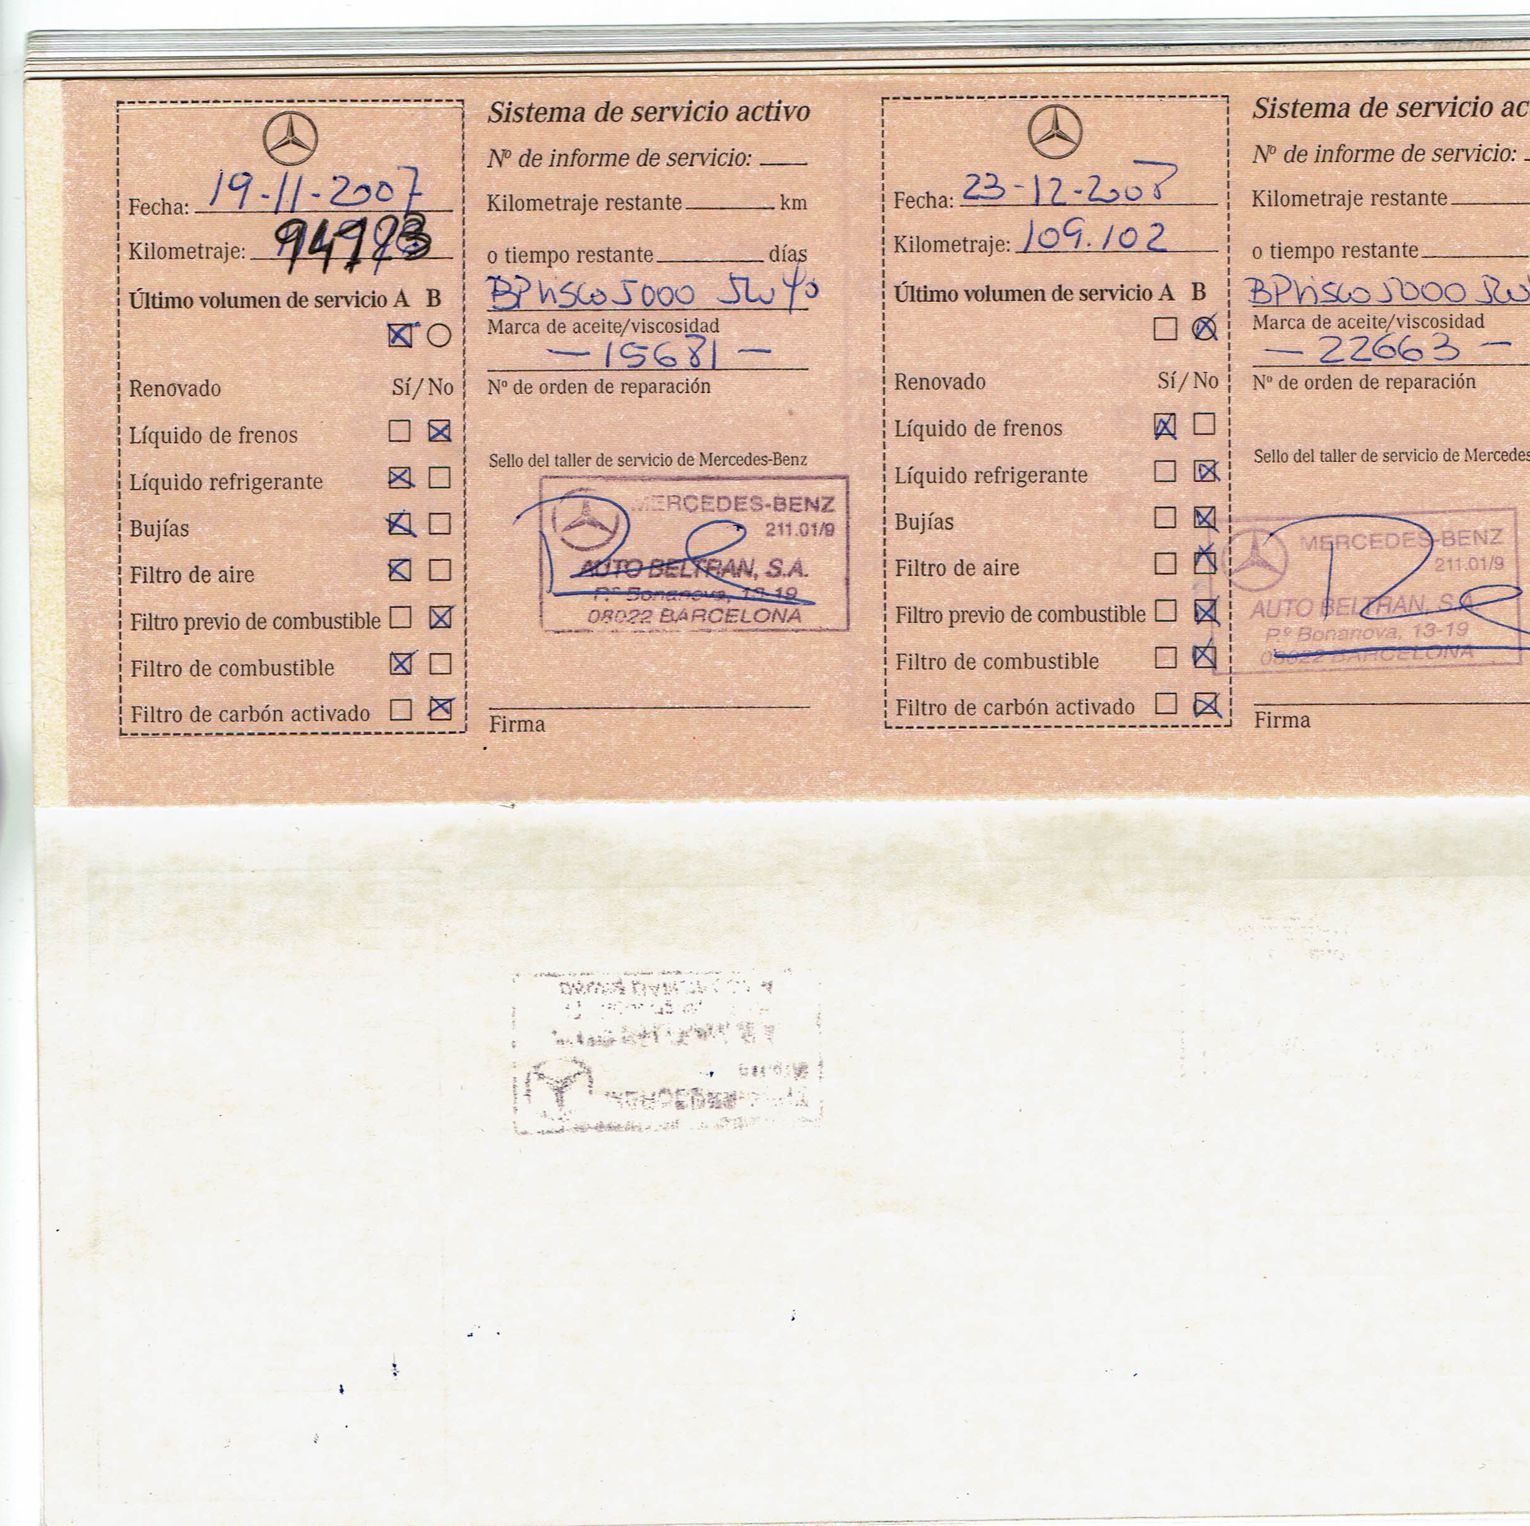 Fecha: 19-11-2007
Kilometraje:
Último volumen de servicio A B
Renovado Sí/No
Líquido de frenos
Líquido refrigerante
Bujías
Filtro de aire
Filtro previo de combustible
Filtro de combustible
Filtro de carbón activado
Sistema de servicio activo
Nº de informe de servicio:
Kilometraje restante km
o tiempo restante días
5000 5w40
Marca de aceite/viscosidad
-15681-
Nº de orden de reparación
Sello del taller de servicio de Mercedes-Benz
MERCEDES-BENZ
211.01/9
AUTO BELTRAN, S.A.
Pº Bonanova, 13-19
08022 BARCELONA
Firma
Fecha: 23-12-2008
Kilometraje: 109.102
Último volumen de servicio A B
Renovado Sí/No
Líquido de frenos
Líquido refrigerante
Bujías
Filtro de aire
Filtro previo de combustible
Filtro de combustible
Filtro de carbón activado
Sistema de servicio ac
Nº de informe de servicio:
Kilometraje restante
o tiempo restante
5000
Marca de aceite/viscosidad
-22663-
Nº de orden de reparación
Sello del taller de servicio de Mercedes
MERCEDES-BENZ
211.01/9
AUTO BELTRAN, S.A.
Pº Bonanova, 13-19
08022 BARCELONA
Firma